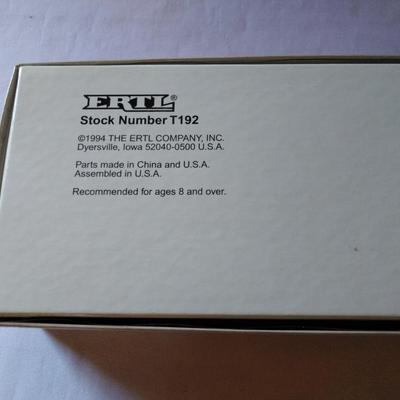 ERTL®
Stock Number T192
©1994 THE ERTL COMPANY, INC.
Dyersville, Iowa 52040-0500 U.S.A.
Parts made in China and U.S.A.
Assembled in U.S.A.
Recommended for ages 8 and over.